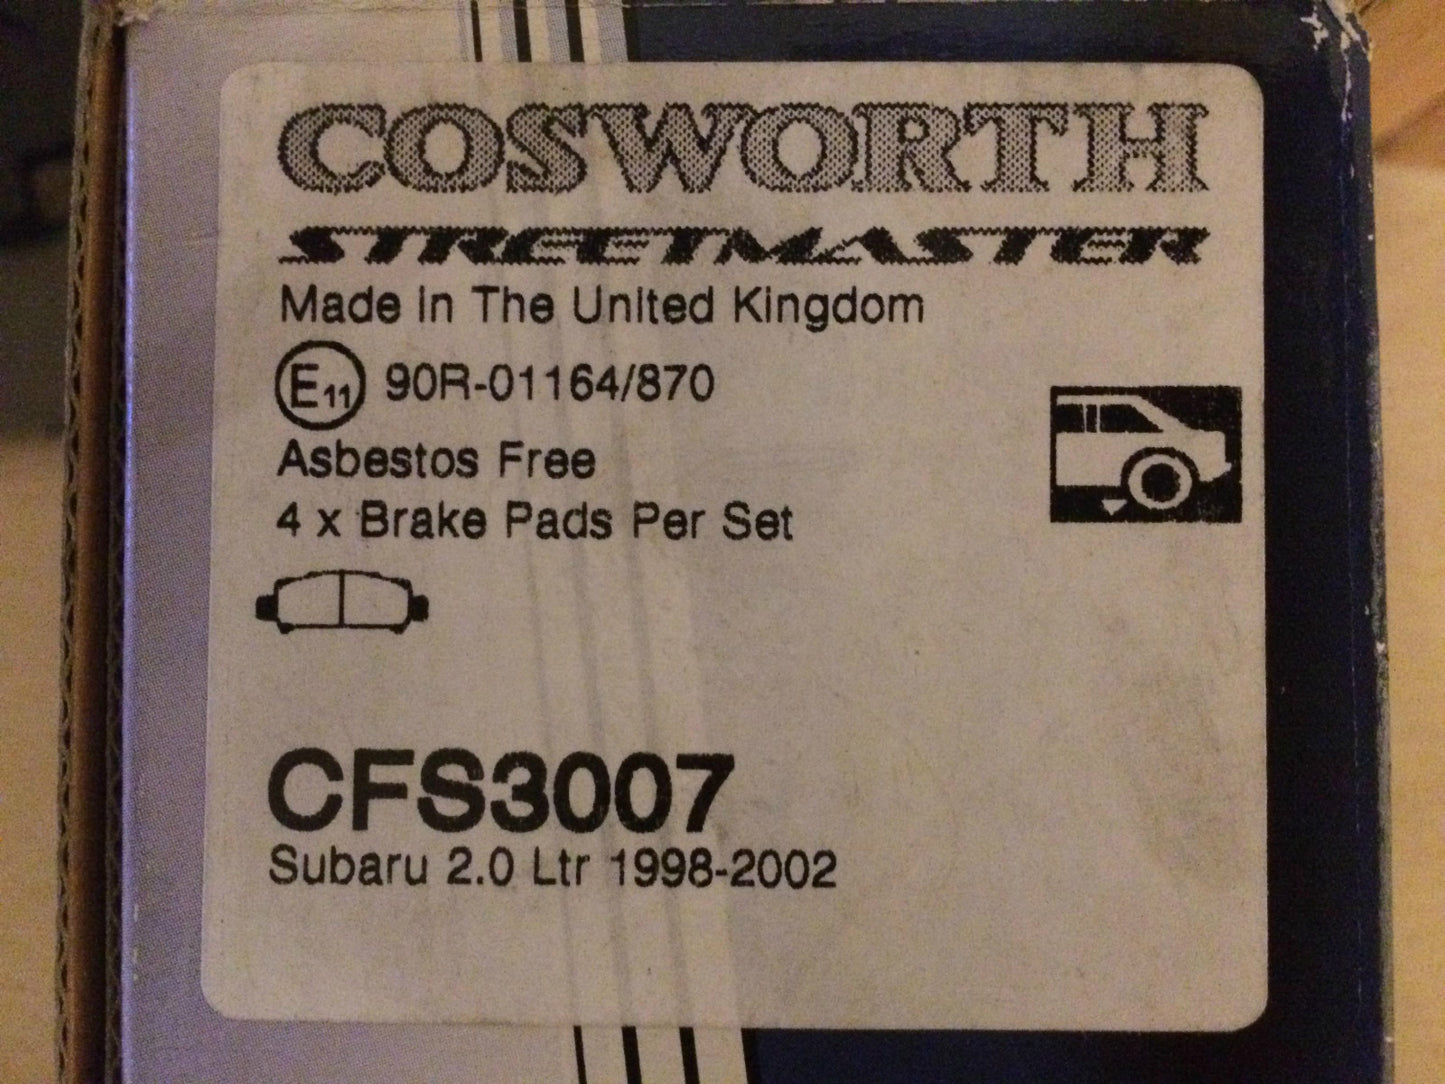 COSWORTH
STREETMASTER
Made In The United Kingdom
E11 90R-01164/870
Asbestos Free
4 x Brake Pads Per Set
CFS3007
Subaru 2.0 Ltr 1998-2002